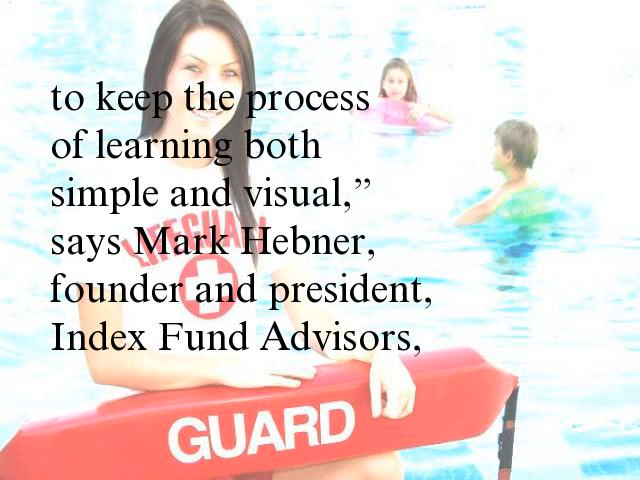 to keep the process
of learning both
simple and visual,”
says Mark Hebner,
founder and president,
Index Fund Advisors,
LIFEGUARD
GUARD